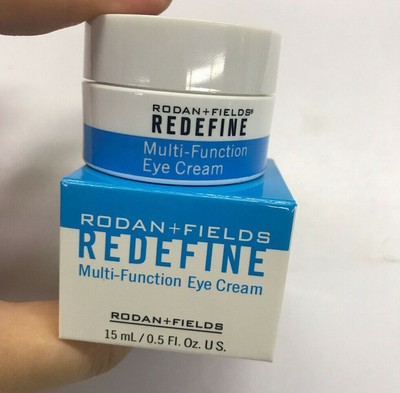 RODAN+FIELDS®
REDEFINE
Multi-Function
Eye Cream
RODAN+FIELDS
REDEFINE
Multi-Function Eye Cream
RODAN+FIELDS
15 mL/0.5 Fl. Oz. U.S.